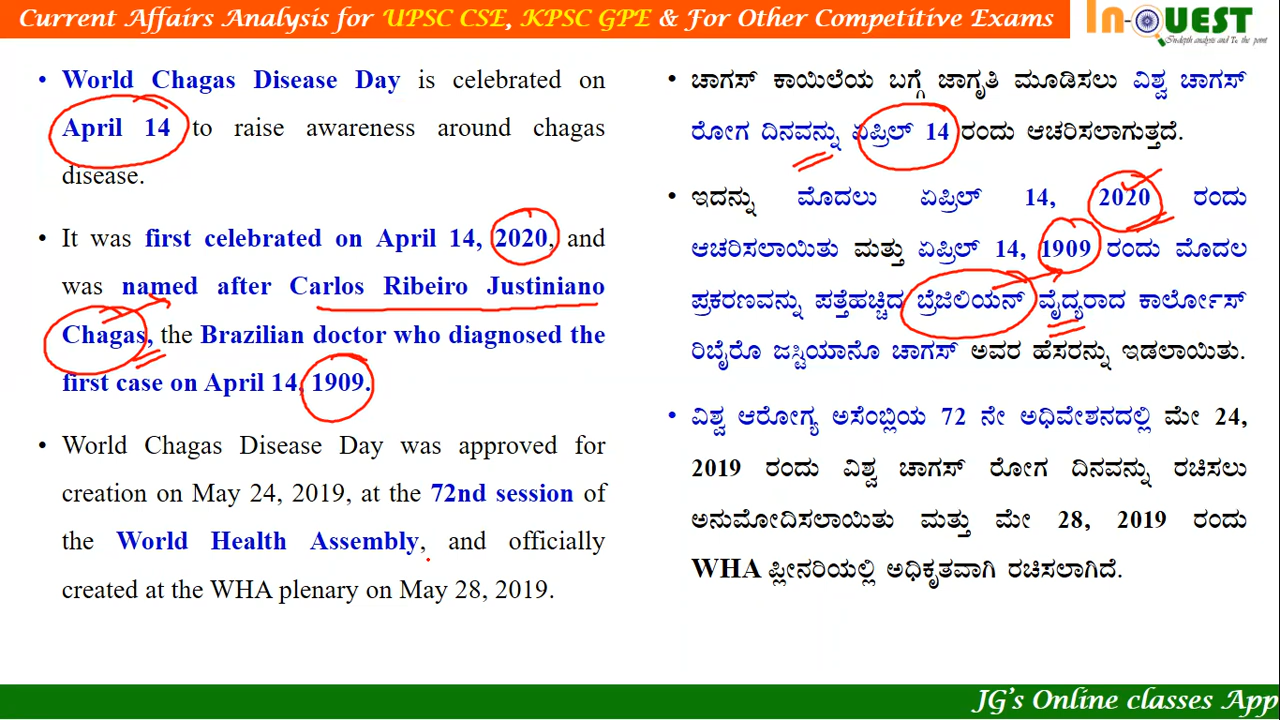 Current Affairs Analysis for UPSC CSE, KPSC GPE & For Other Competitive Exams
In-QUEST
In-depth analysis and To the point
• World Chagas Disease Day is celebrated on
April 14 to raise awareness around chagas
disease.
• It was first celebrated on April 14, 2020, and
was named after Carlos Ribeiro Justiniano
Chagas, the Brazilian doctor who diagnosed the
first case on April 14, 1909.
• World Chagas Disease Day was approved for
creation on May 24, 2019, at the 72nd session of
the World Health Assembly, and officially
created at the WHA plenary on May 28, 2019.
• ಚಾಗಸ್ ಕಾಯಿಲೆಯ ಬಗ್ಗೆ ಜಾಗೃತಿ ಮೂಡಿಸಲು ವಿಶ್ವ ಚಾಗಸ್
ರೋಗ ದಿನವನ್ನು ಏಪ್ರಿಲ್ 14 ರಂದು ಆಚರಿಸಲಾಗುತ್ತದೆ.
• ಇದನ್ನು ಮೊದಲು ಏಪ್ರಿಲ್ 14, 2020 ರಂದು
ಆಚರಿಸಲಾಯಿತು ಮತ್ತು ಏಪ್ರಿಲ್ 14, 1909 ರಂದು ಮೊದಲ
ಪ್ರಕರಣವನ್ನು ಪತ್ತೆಹಚ್ಚಿದ ಬ್ರೆಜಿಲಿಯನ್ ವೈದ್ಯರಾದ ಕಾರ್ಲೋಸ್
ರಿಬೈರೊ ಜಸ್ಟಿಯಾನೊ ಚಾಗಸ್ ಅವರ ಹೆಸರನ್ನು ಇಡಲಾಯಿತು.
• ವಿಶ್ವ ಆರೋಗ್ಯ ಅಸೆಂಬ್ಲಿಯ 72 ನೇ ಅಧಿವೇಶನದಲ್ಲಿ ಮೇ 24,
2019 ರಂದು ವಿಶ್ವ ಚಾಗಸ್ ರೋಗ ದಿನವನ್ನು ರಚಿಸಲು
ಅನುಮೋದಿಸಲಾಯಿತು ಮತ್ತು ಮೇ 28, 2019 ರಂದು
WHA ಪ್ಲೀನರಿಯಲ್ಲಿ ಅಧಿಕೃತವಾಗಿ ರಚಿಸಲಾಗಿದೆ.
JG's Online classes App